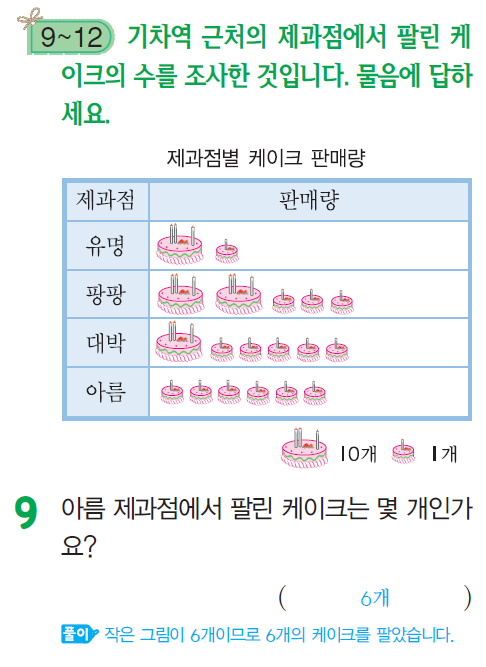 9~12 기차역 근처의 제과점에서 팔린 케
이크의 수를 조사한 것입니다. 물음에 답하
세요.
제과점별 케이크 판매량
제과점 판매량
유명
팡팡
대박
아름
10개 1개
9 아름 제과점에서 팔린 케이크는 몇 개인가
요?
( 6개 )
풀이 작은 그림이 6개이므로 6개의 케이크를 팔았습니다.